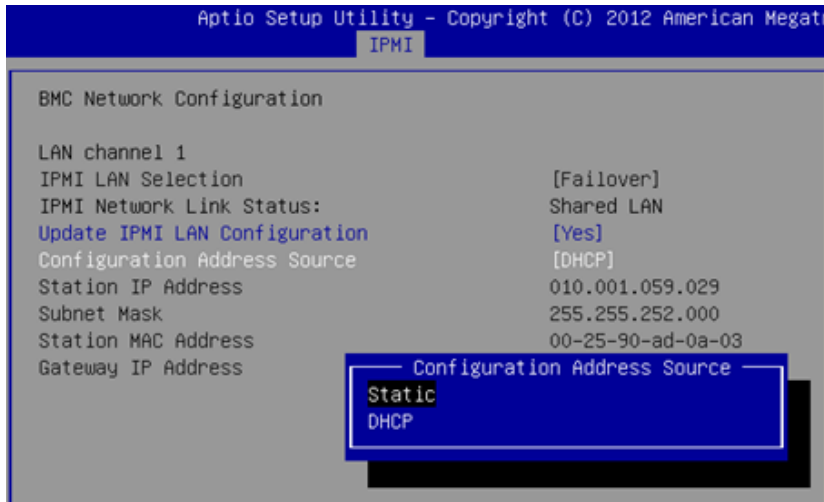 Aptio Setup Utility – Copyright (C) 2012 American
IPMI
BMC Network Configuration
LAN channel 1
IPMI LAN Selection [Failover]
IPMI Network Link Status: Shared LAN
Update IPMI LAN Configuration [Yes]
Configuration Address Source [DHCP]
Station IP Address 010.001.059.029
Subnet Mask 255.255.252.000
Station MAC Address 00-25-90-ad-0a-03
Gateway IP Address
Configuration Address Source
Static
DHCP